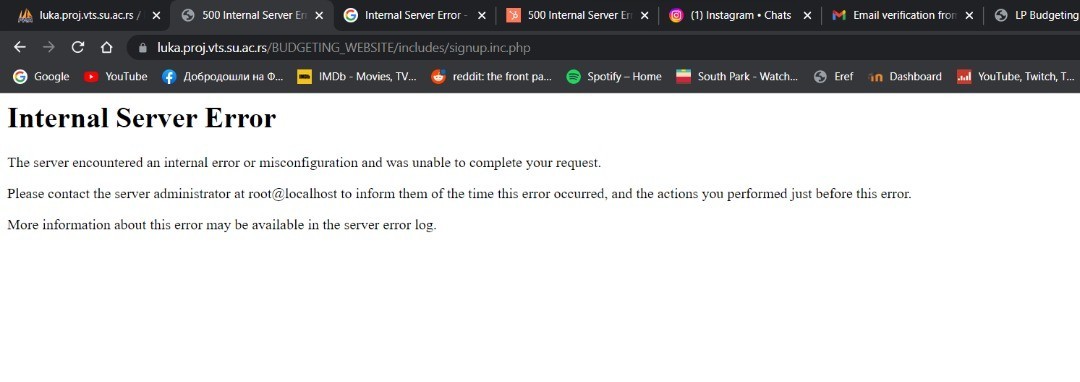 luka.proj.vts.su.ac.rs /
500 Internal Server Er
Internal Server Error -
500 Internal Server Er
(1) Instagram • Chats
Email verification from
LP Budgeting
luka.proj.vts.su.ac.rs/BUDGETING_WEBSITE/includes/signup.inc.php
Google
YouTube
Добродошли на Ф...
IMDb - Movies, TV...
reddit: the front pa...
Spotify – Home
South Park - Watch...
Eref
Dashboard
YouTube, Twitch, T...
Internal Server Error
The server encountered an internal error or misconfiguration and was unable to complete your request.
Please contact the server administrator at root@localhost to inform them of the time this error occurred, and the actions you performed just before this error.
More information about this error may be available in the server error log.